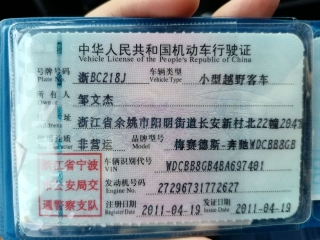 中华人民共和国机动车行驶证
Vehicle License of the People's Republic of China
号牌号码 Plate No. 浙BC218J 车辆类型 Vehicle Type 小型越野客车
所有人 Owner 邹文杰
住址 浙江省余姚市阳明街道长安新村北22幢204
使用性质 非营运 品牌型号 Model 梅赛德斯-奔驰WDCBB8GB
浙江省宁波市公安局交通警察支队
车辆识别代号 VIN WDCBB8GB4BA697401
发动机号码 Engine No. 27296731772627
注册日期 Register Date 2011-04-19 发证日期 Issue Date 2011-04-19